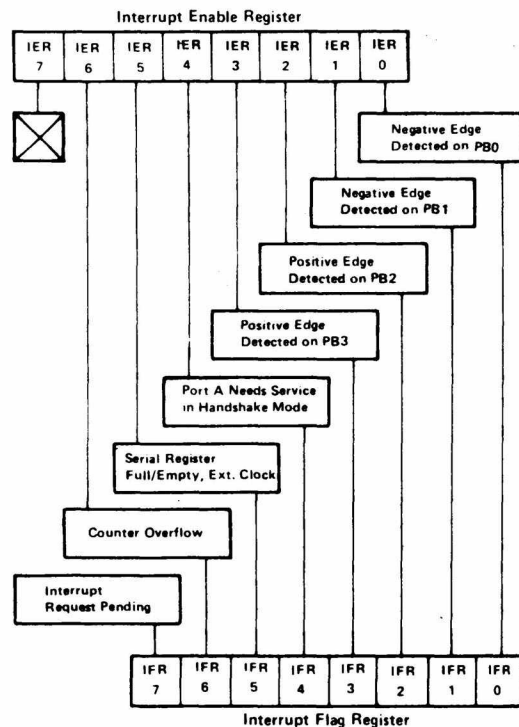 Interrupt Enable Register
IER 7 IER 6 IER 5 IER 4 IER 3 IER 2 IER 1 IER 0
Negative Edge
Detected on PB0
Negative Edge
Detected on PB1
Positive Edge
Detected on PB2
Positive Edge
Detected on PB3
Port A Needs Service
in Handshake Mode
Serial Register
Full/Empty, Ext. Clock
Counter Overflow
Interrupt
Request Pending
IFR 7 IFR 6 IFR 5 IFR 4 IFR 3 IFR 2 IFR 1 IFR 0
Interrupt Flag Register